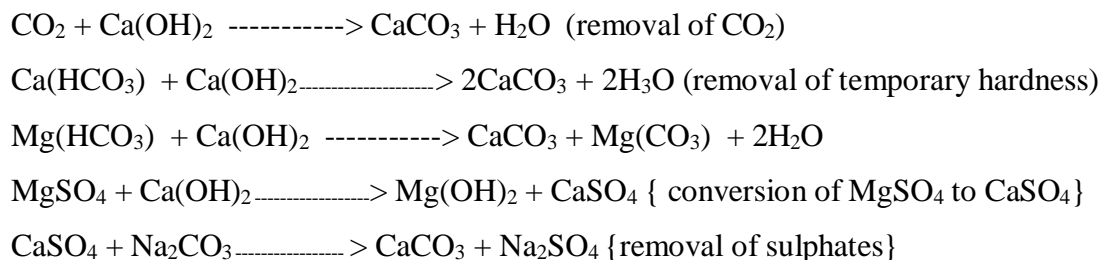 CO₂ + Ca(OH)₂ -----------> CaCO₃ + H₂O (removal of CO₂)
Ca(HCO₃) + Ca(OH)₂----------------------> 2CaCO₃ + 2H₃O (removal of temporary hardness)
Mg(HCO₃) + Ca(OH)₂ -----------> CaCO₃ + Mg(CO₃) + 2H₂O
MgSO₄ + Ca(OH)₂-------------------> Mg(OH)₂ + CaSO₄ { conversion of MgSO₄ to CaSO₄}
CaSO₄ + Na₂CO₃------------------ > CaCO₃ + Na₂SO₄ {removal of sulphates}